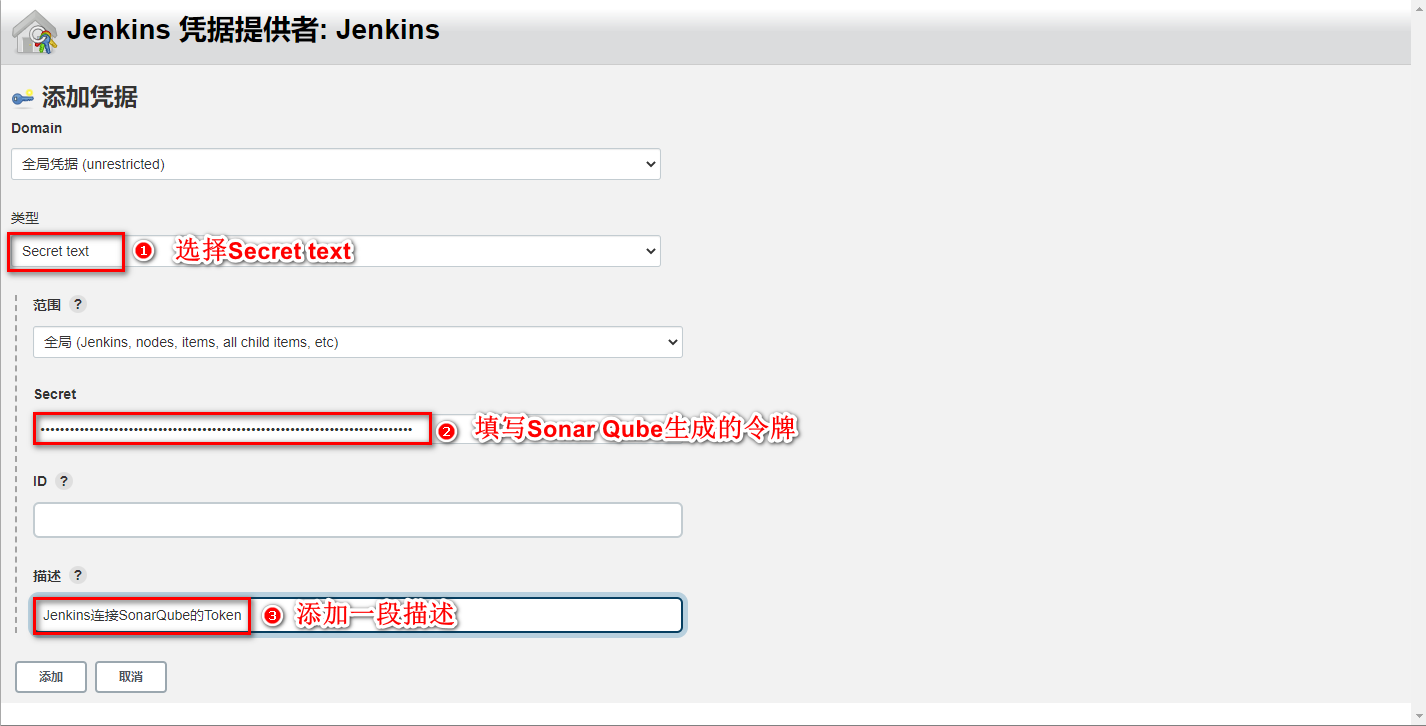 Jenkins 凭据提供者: Jenkins
添加凭据
Domain
全局凭据 (unrestricted)
类型
Secret text
1 选择Secret text
范围 ?
全局 (Jenkins, nodes, items, all child items, etc)
Secret
2 填写Sonar Qube生成的令牌
ID ?
描述 ?
Jenkins连接SonarQube的Token
3 添加一段描述
添加 取消